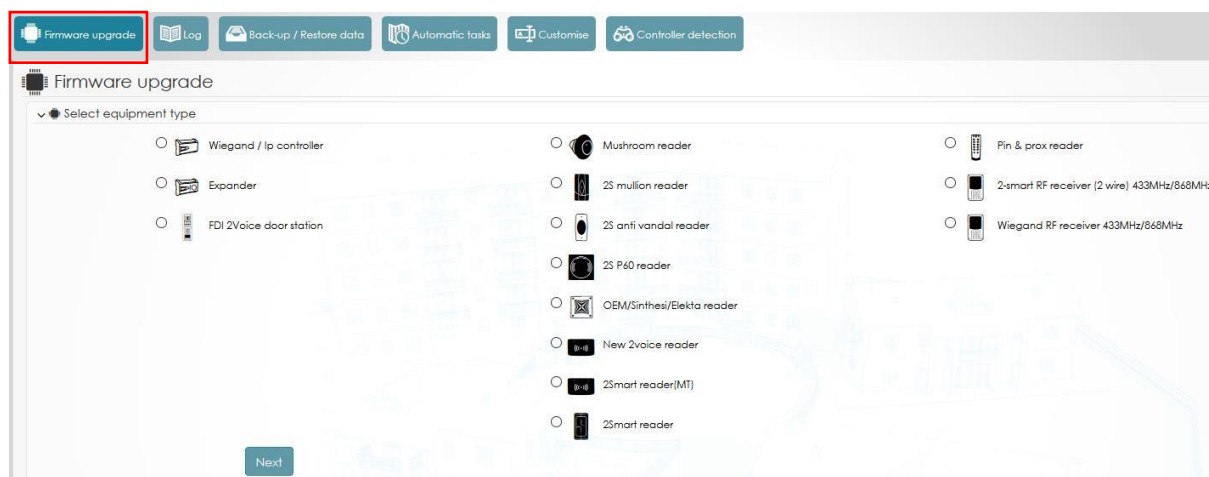 Firmware upgrade Log Back-up / Restore data Automatic tasks Customise Controller detection
Firmware upgrade
Select equipment type
Wiegand / Ip controller Mushroom reader Pin & prox reader
Expander 2S mullion reader 2-smart RF receiver (2 wire) 433MHz/868MHz
FDI 2Voice door station 2S anti vandal reader Wiegand RF receiver 433MHz/868MHz
2S P60 reader
OEM/Sinthesi/Elekta reader
New 2voice reader
2Smart reader(MT)
2Smart reader
Next